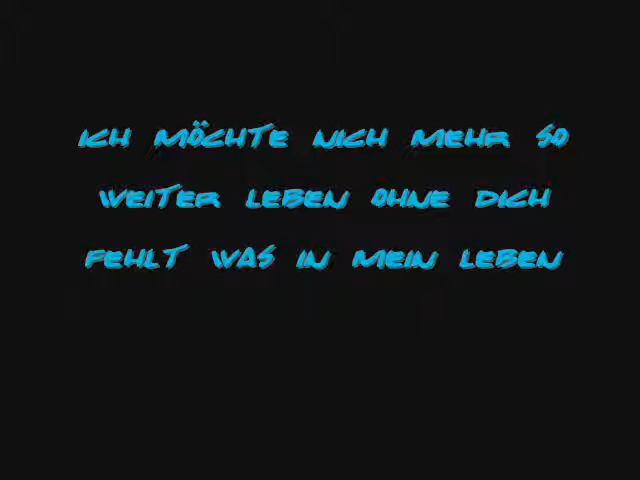 ICH MÖCHTE NICH MEHR SO
WEITER LEBEN OHNE DICH
FEHLT WAS IN MEIN LEBEN